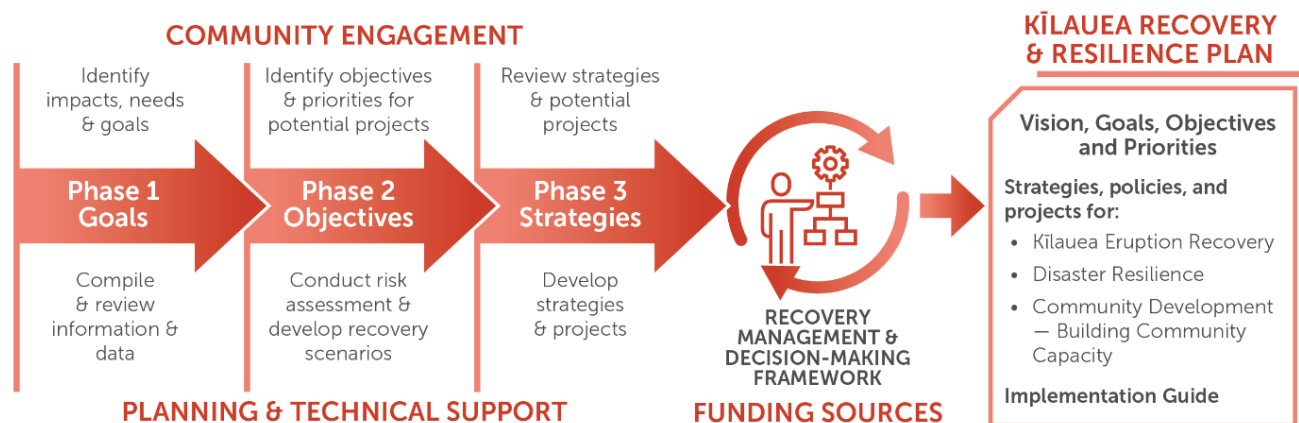 COMMUNITY ENGAGEMENT
Identify
impacts, needs
& goals
Identify objectives
& priorities for
potential projects
Review strategies
& potential
projects
Phase 1
Goals
Phase 2
Objectives
Phase 3
Strategies
Compile
& review
information &
data
Conduct risk
assessment &
develop recovery
scenarios
Develop
strategies
& projects
PLANNING & TECHNICAL SUPPORT
RECOVERY
MANAGEMENT &
DECISION-MAKING
FRAMEWORK
FUNDING SOURCES
KĪLAUEA RECOVERY
& RESILIENCE PLAN
Vision, Goals, Objectives
and Priorities
Strategies, policies, and
projects for:
• Kīlauea Eruption Recovery
• Disaster Resilience
• Community Development
— Building Community
Capacity
Implementation Guide